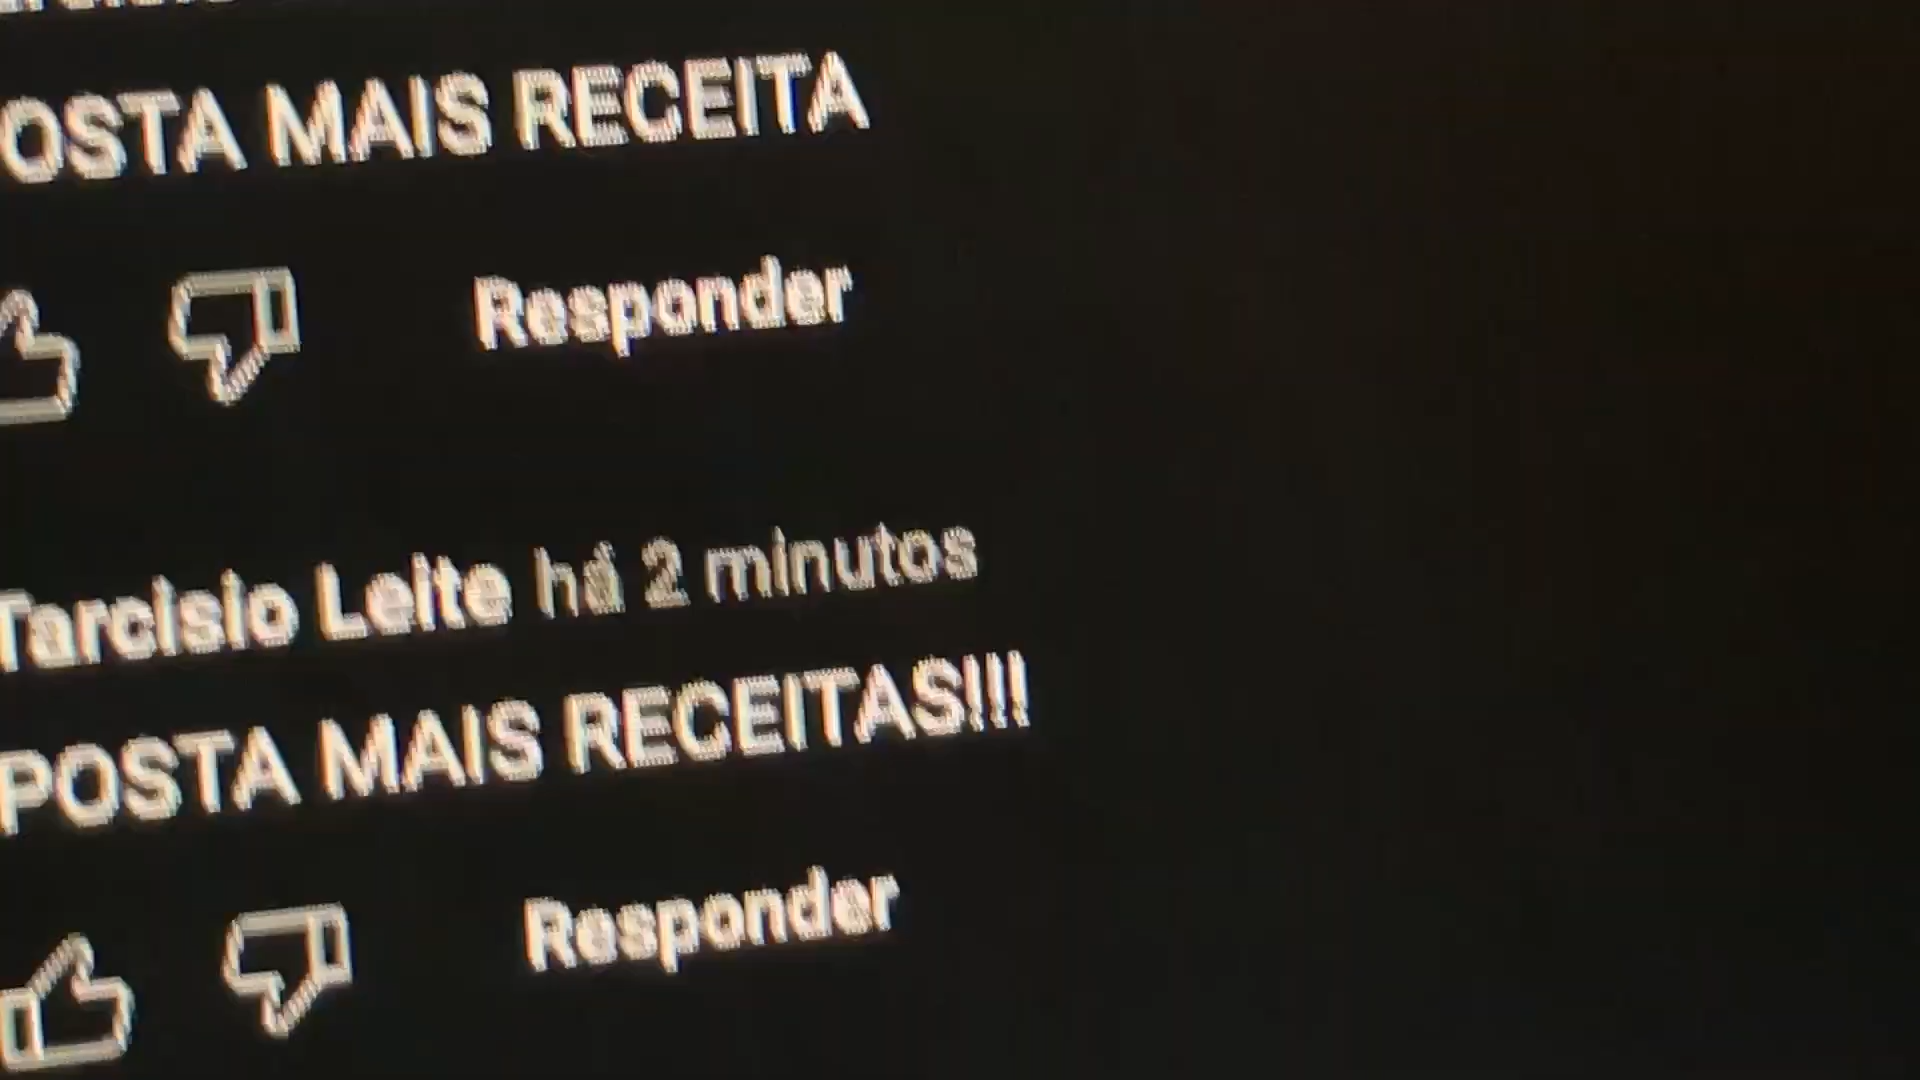 OSTA MAIS RECEITA
Responder
Tarcisio Leite há 2 minutos
POSTA MAIS RECEITAS!!!
Responder